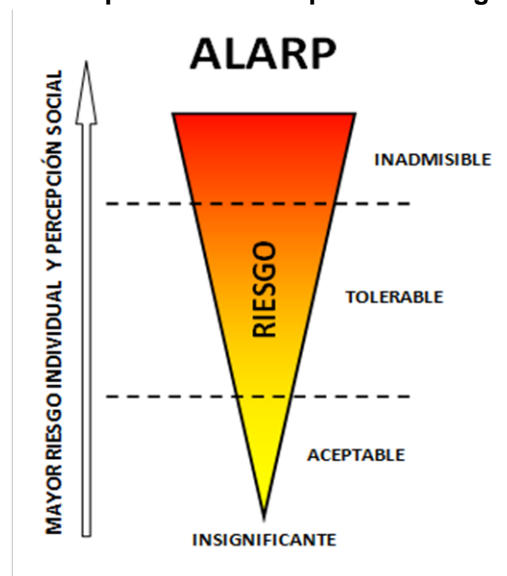 ALARP
MAYOR RIESGO INDIVIDUAL Y PERCEPCIÓN SOCIAL
INADMISIBLE
RIESGO
TOLERABLE
ACEPTABLE
INSIGNIFICANTE